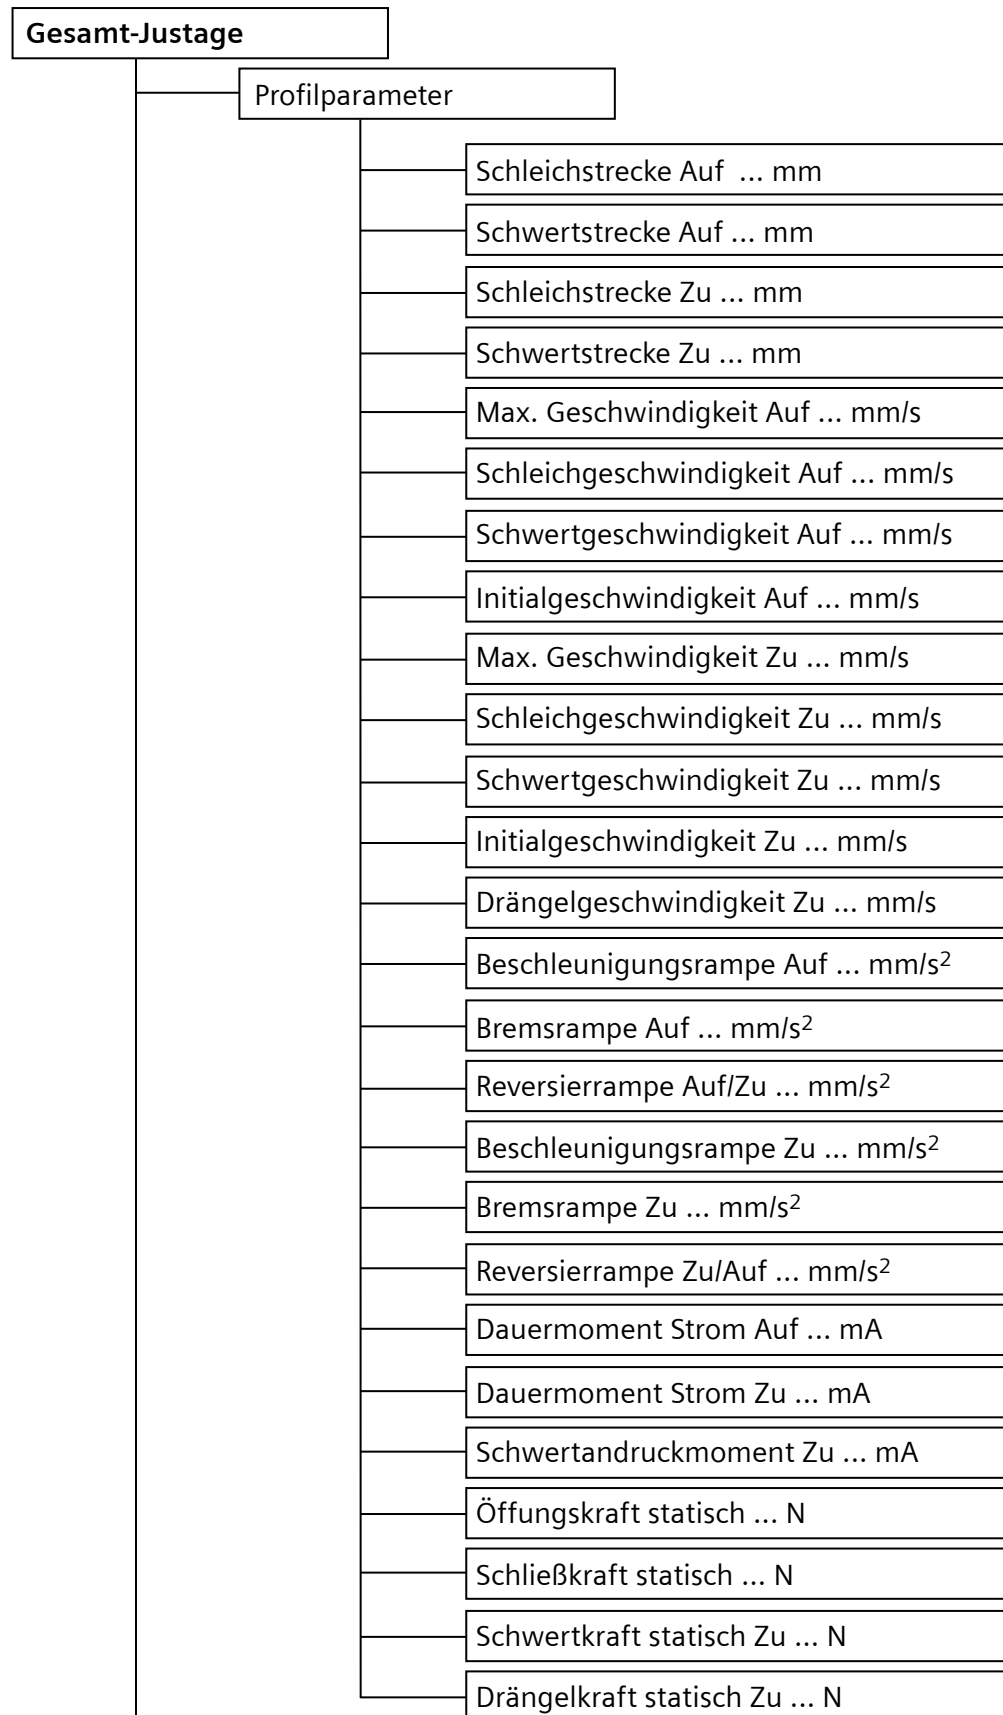 Gesamt-Justage
Profilparameter
Schleichstrecke Auf ... mm
Schwertstrecke Auf ... mm
Schleichstrecke Zu ... mm
Schwertstrecke Zu ... mm
Max. Geschwindigkeit Auf ... mm/s
Schleichgeschwindigkeit Auf ... mm/s
Schwertgeschwindigkeit Auf ... mm/s
Initialgeschwindigkeit Auf ... mm/s
Max. Geschwindigkeit Zu ... mm/s
Schleichgeschwindigkeit Zu ... mm/s
Schwertgeschwindigkeit Zu ... mm/s
Initialgeschwindigkeit Zu ... mm/s
Drängelgeschwindigkeit Zu ... mm/s
Beschleunigungsrampe Auf ... mm/s²
Bremsrampe Auf ... mm/s²
Reversierrampe Auf/Zu ... mm/s²
Beschleunigungsrampe Zu ... mm/s²
Bremsrampe Zu ... mm/s²
Reversierrampe Zu/Auf ... mm/s²
Dauermoment Strom Auf ... mA
Dauermoment Strom Zu ... mA
Schwertandruckmoment Zu ... mA
Öffungskraft statisch ... N
Schließkraft statisch ... N
Schwertkraft statisch Zu ... N
Drängelkraft statisch Zu ... N